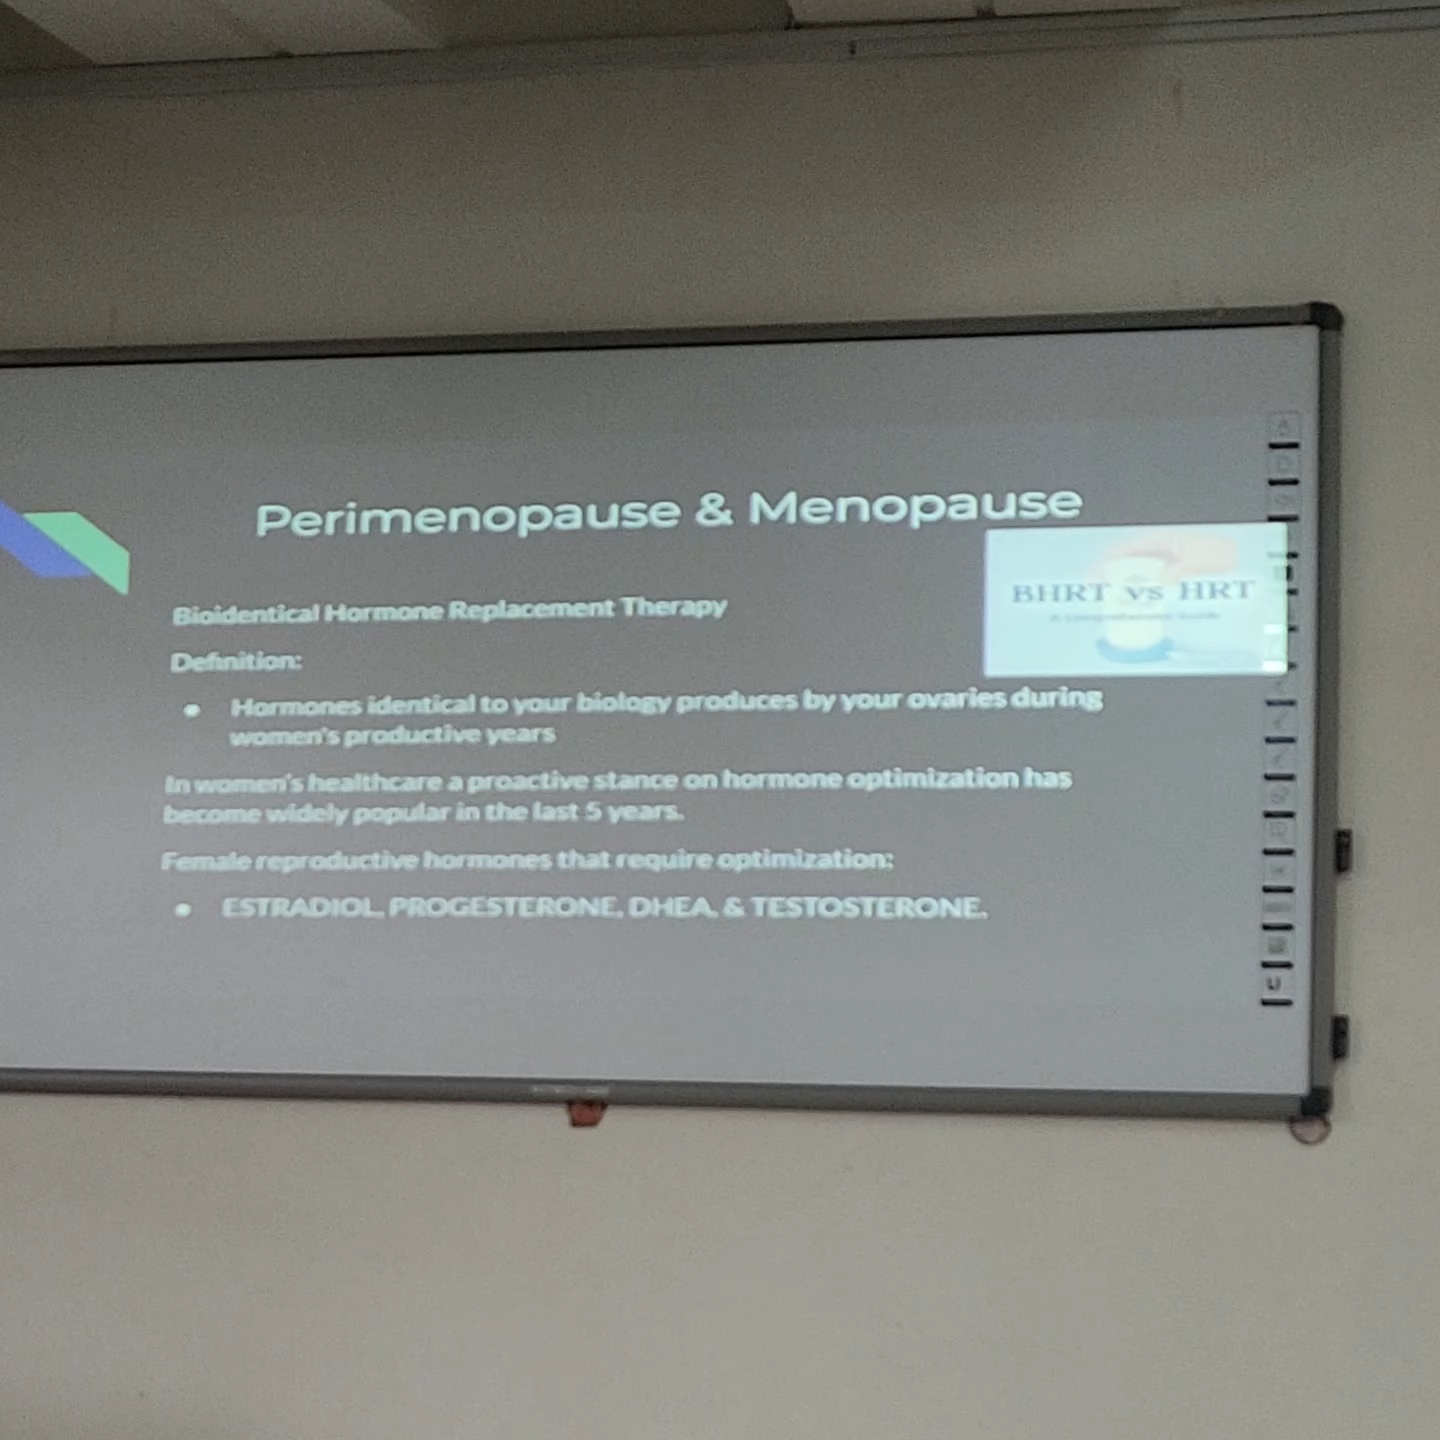 Perimenopause & Menopause
BHRT vs HRT
Bioidentical Hormone Replacement Therapy
Definition:
Hormones identical to your biology produces by your ovaries during
women's productive years
In women's healthcare a proactive stance on hormone optimization has
become widely popular in the last 5 years.
Female reproductive hormones that require optimization:
ESTRADIOL, PROGESTERONE, DHEA, & TESTOSTERONE.